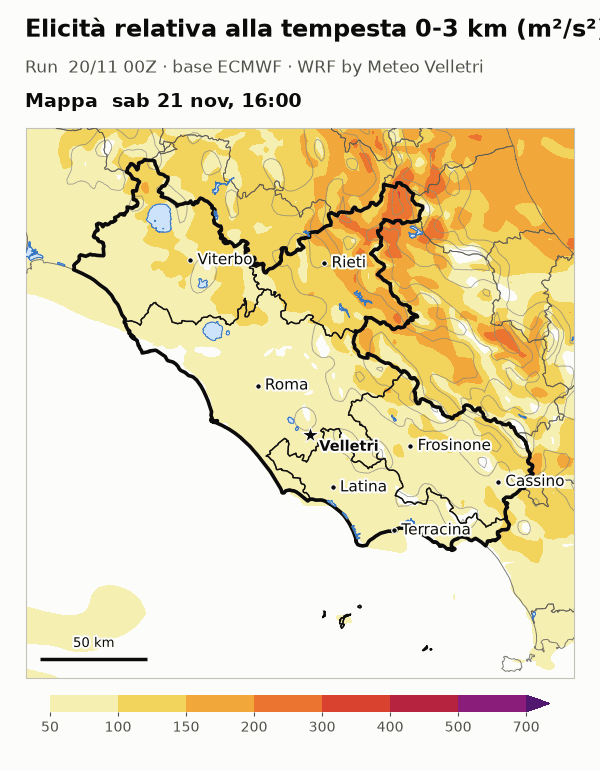 Elicità relativa alla tempesta 0-3 km (m²/s²)
Run 20/11 00Z · base ECMWF · WRF by Meteo Velletri
Mappa sab 21 nov, 16:00
Viterbo
Rieti
Roma
Velletri
Frosinone
Cassino
Latina
Terracina
50 km
50 100 150 200 300 400 500 700